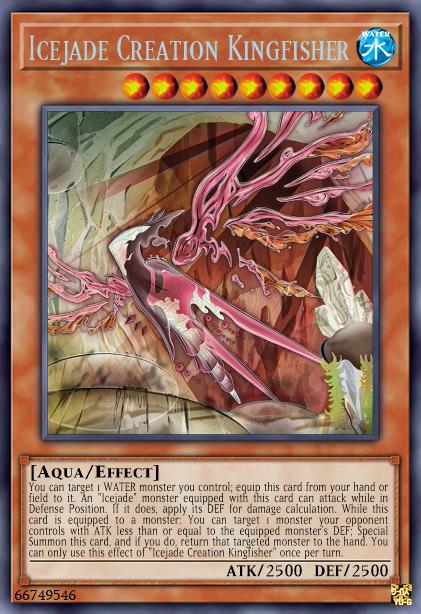 Icejade Creation Kingfisher
WATER
水
[Aqua/Effect]
You can target 1 WATER monster you control; equip this card from your hand or
field to it. An "Icejade" monster equipped with this card can attack while in
Defense Position. If it does, apply its DEF for damage calculation. While this
card is equipped to a monster: You can target 1 monster your opponent
controls with ATK less than or equal to the equipped monster's DEF; Special
Summon this card, and if you do, return that targeted monster to the hand. You
can only use this effect of "Icejade Creation Kingfisher" once per turn.
ATK/2500 DEF/2500
66749546